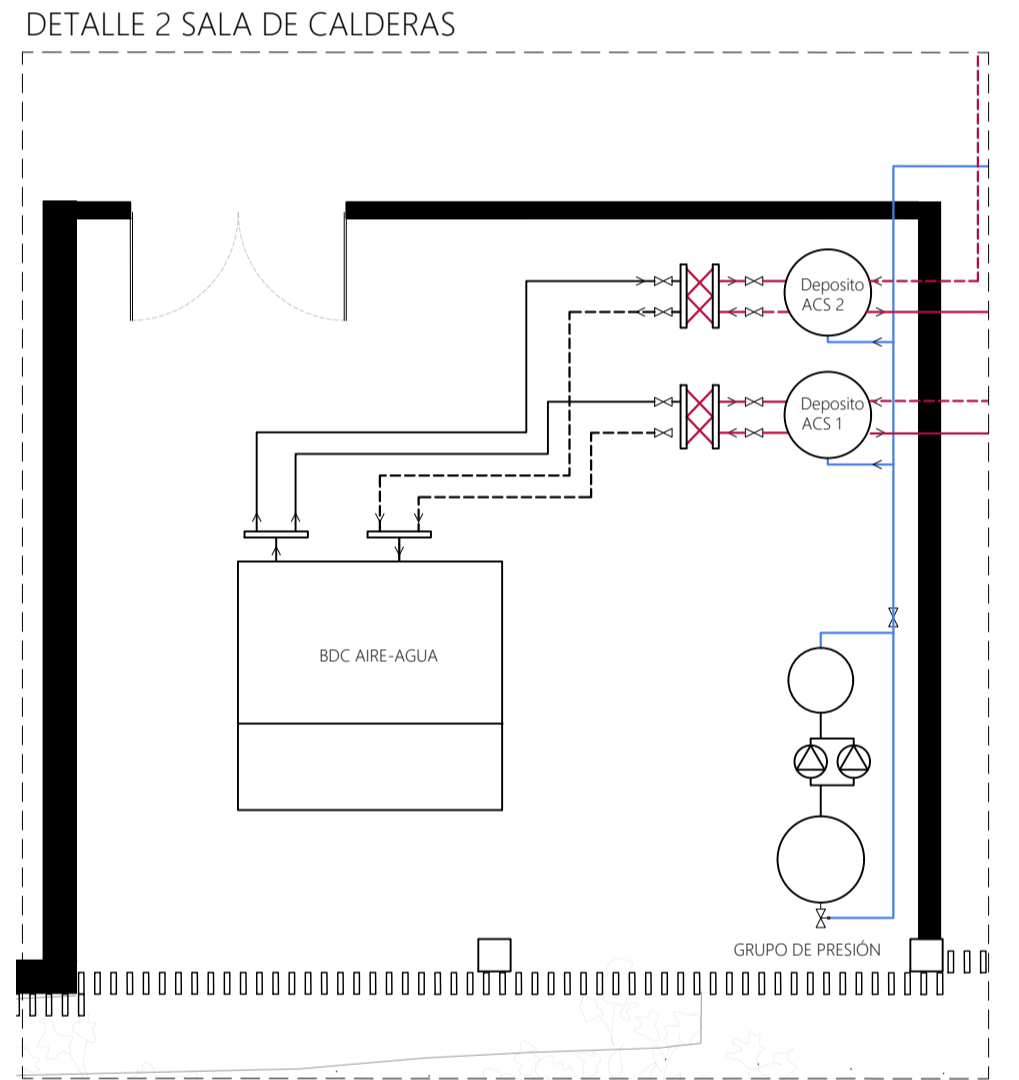 DETALLE 2 SALA DE CALDERAS
Deposito
ACS 2
Deposito
ACS 1
BDC AIRE-AGUA
GRUPO DE PRESIÓN